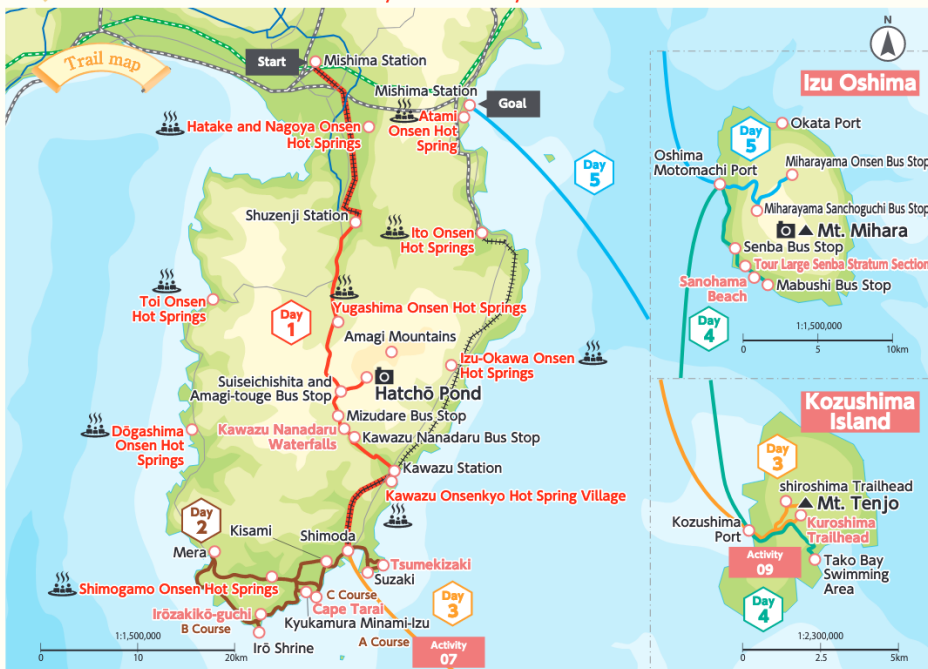 Trail map
Start
Mishima Station
Mishima Station
Goal
Hatake and Nagoya Onsen
Hot Springs
Atami
Onsen Hot
Spring
Day
5
Shuzenji Station
Ito Onsen
Hot Springs
Toi Onsen
Hot Springs
Day
1
Yugashima Onsen Hot Springs
Amagi Mountains
Izu-Okawa Onsen
Hot Springs
Suiseichishita and
Amagi-touge Bus Stop
Hatchō Pond
Mizudare Bus Stop
Kawazu Nanadaru
Waterfalls
Kawazu Nanadaru Bus Stop
Dōgashima
Onsen Hot
Springs
Kawazu Station
Kawazu Onsenkyo Hot Spring Village
Day
2
Kisami
Shimoda
Mera
Tsumekizaki
Suzaki
Shimogamo Onsen Hot Springs
C Course
Cape Tarai
Irōzakikō-guchi
B Course
Kyukamura Minami-Izu
Irō Shrine
A Course
Day
3
Activity
07
1:1,500,000
0
10
20km
N
Izu Oshima
Day
5
Okata Port
Oshima
Motomachi Port
Miharayama Onsen Bus Stop
Miharayama Sanchoguchi Bus Stop
Mt. Mihara
Senba Bus Stop
Tour Large Senba Stratum Section
Sanohama
Beach
Mabushi Bus Stop
Day
4
1:1,500,000
0
5
10km
Kozushima
Island
Day
3
shiroshima Trailhead
Mt. Tenjo
Kozushima
Port
Kuroshima
Trailhead
Activity
09
Tako Bay
Swimming
Area
Day
4
1:2,300,000
0
2.5
5km